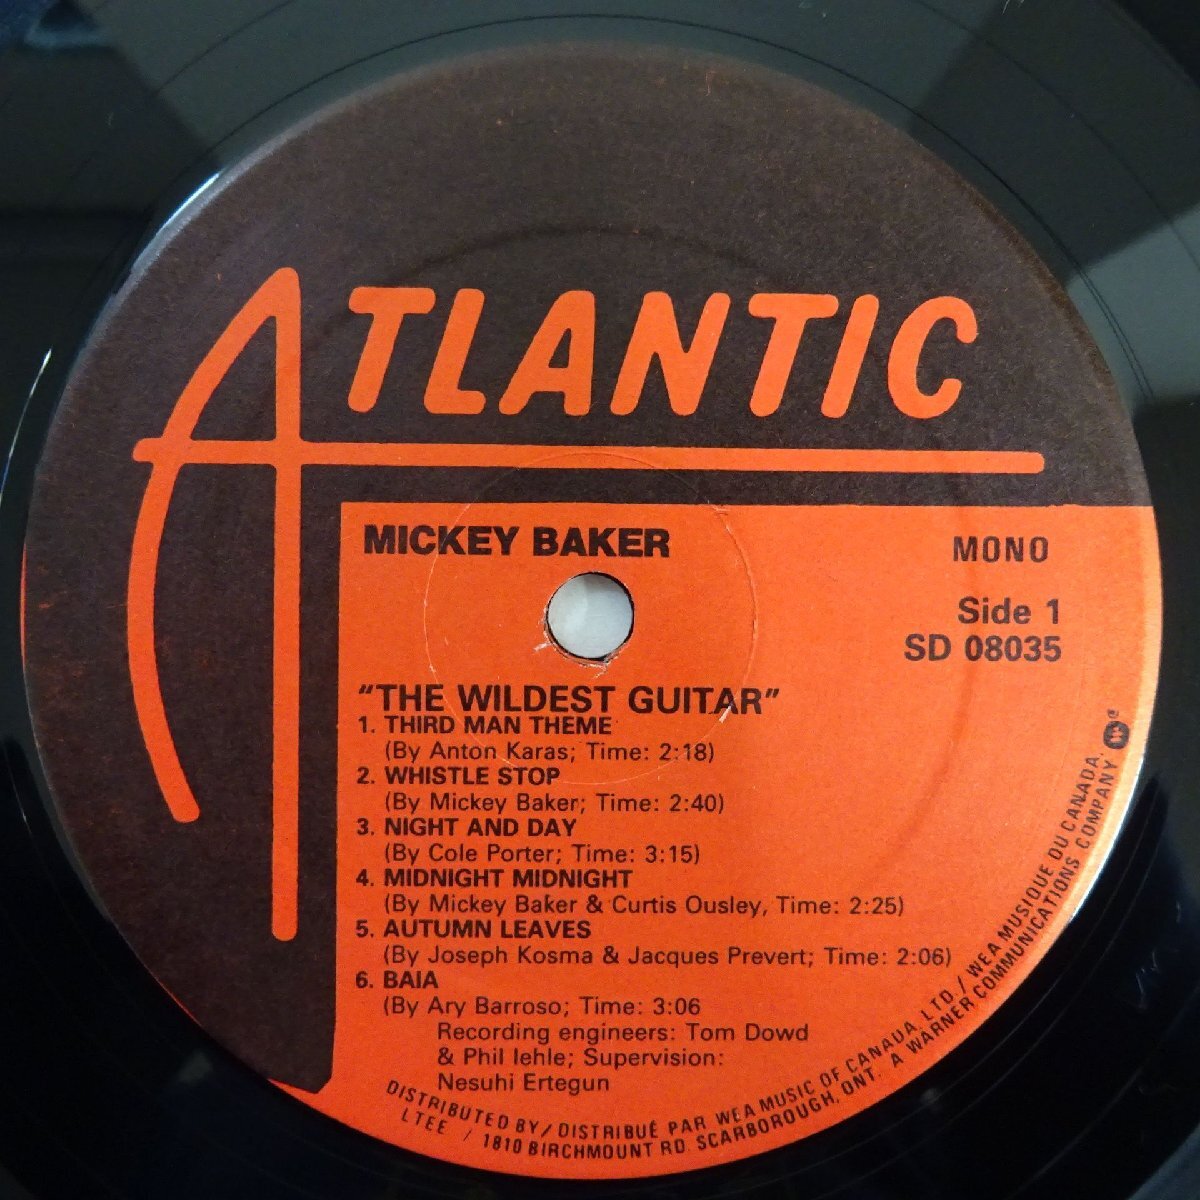 ATLANTIC
MICKEY BAKER
MONO
Side 1
SD 08035
"THE WILDEST GUITAR"
1. THIRD MAN THEME
(By Anton Karas; Time: 2:18)
2. WHISTLE STOP
(By Mickey Baker; Time: 2:40)
3. NIGHT AND DAY
(By Cole Porter; Time: 3:15)
4. MIDNIGHT MIDNIGHT
(By Mickey Baker & Curtis Ousley, Time: 2:25)
5. AUTUMN LEAVES
(By Joseph Kosma & Jacques Prevert; Time: 2:06)
6. BAIA
(By Ary Barroso; Time: 3:06
Recording engineers: Tom Dowd
& Phil Iehle; Supervision:
Nesuhi Ertegun
DISTRIBUTED BY / DISTRIBUÉ PAR WEA MUSIC OF CANADA, LTD / WEA MUSIQUE DU CANADA,
LTEE / 1810 BIRCHMOUNT RD. SCARBOROUGH, ONT. A WARNER COMMUNICATIONS COMPANY